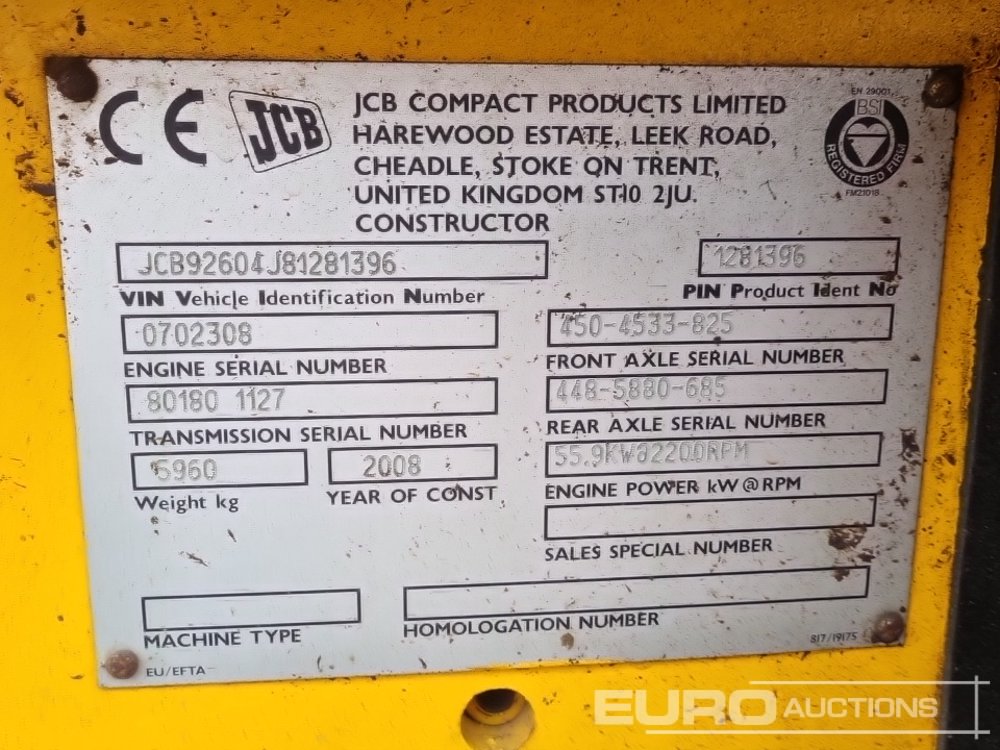 CE JCB
JCB COMPACT PRODUCTS LIMITED
HAREWOOD ESTATE, LEEK ROAD,
CHEADLE, STOKE ON TRENT,
UNITED KINGDOM ST10 2JU.
CONSTRUCTOR
EN 29001
BSI
REGISTERED FIRM
FM21018
JCB92604J81281396
VIN Vehicle Identification Number
1281396
PIN Product Ident No
0702308
ENGINE SERIAL NUMBER
450-4533-825
FRONT AXLE SERIAL NUMBER
80180 1127
TRANSMISSION SERIAL NUMBER
448-5880-685
REAR AXLE SERIAL NUMBER
5960
Weight kg
2008
YEAR OF CONST
55.9KW@2200RPM
ENGINE POWER kW @ RPM
SALES SPECIAL NUMBER
MACHINE TYPE
HOMOLOGATION NUMBER
EU/EFTA
817/19175
EURO AUCTIONS